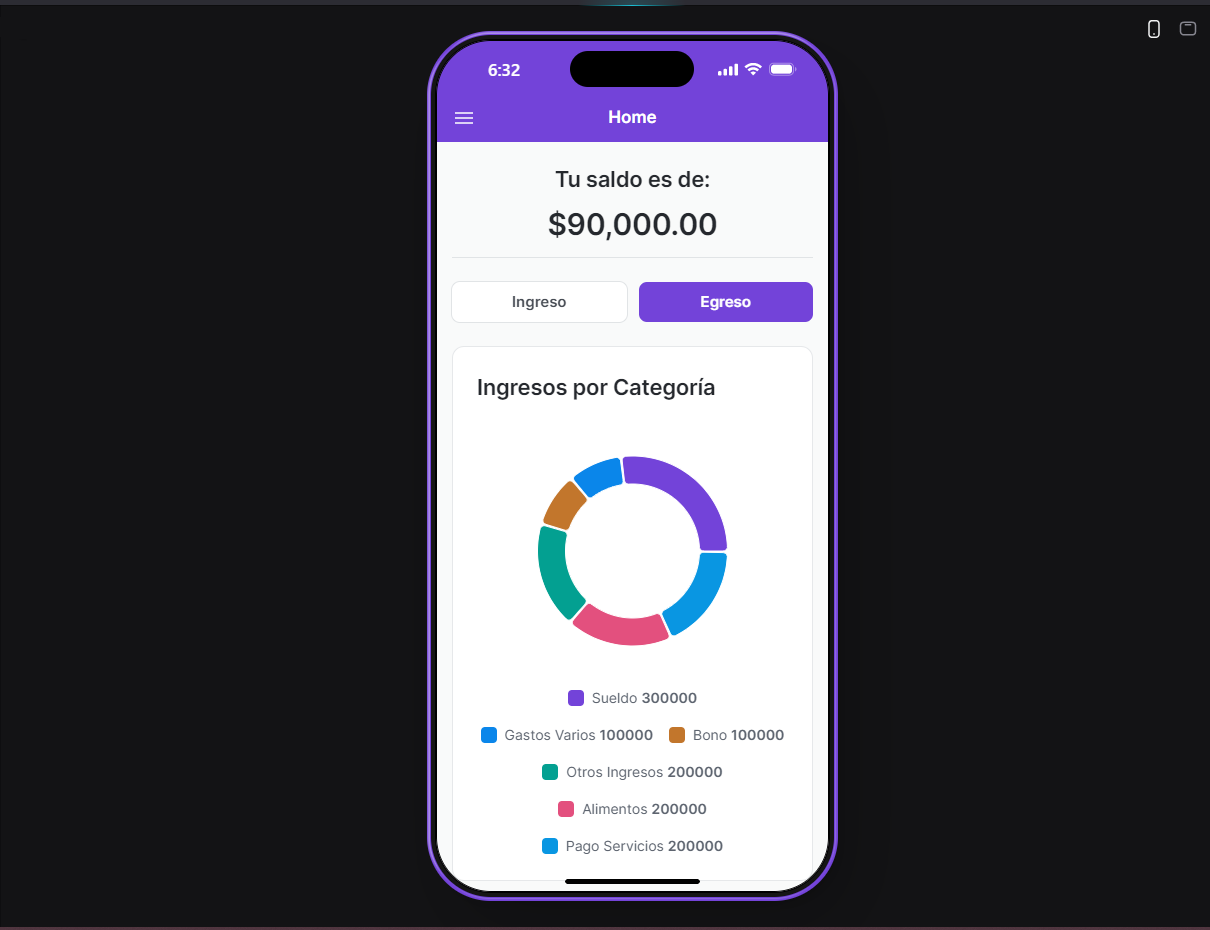 6:32
Home
Tu saldo es de:
$90,000.00
Ingreso Egreso
Ingresos por Categoría
Sueldo 300000
Gastos Varios 100000 Bono 100000
Otros Ingresos 200000
Alimentos 200000
Pago Servicios 200000